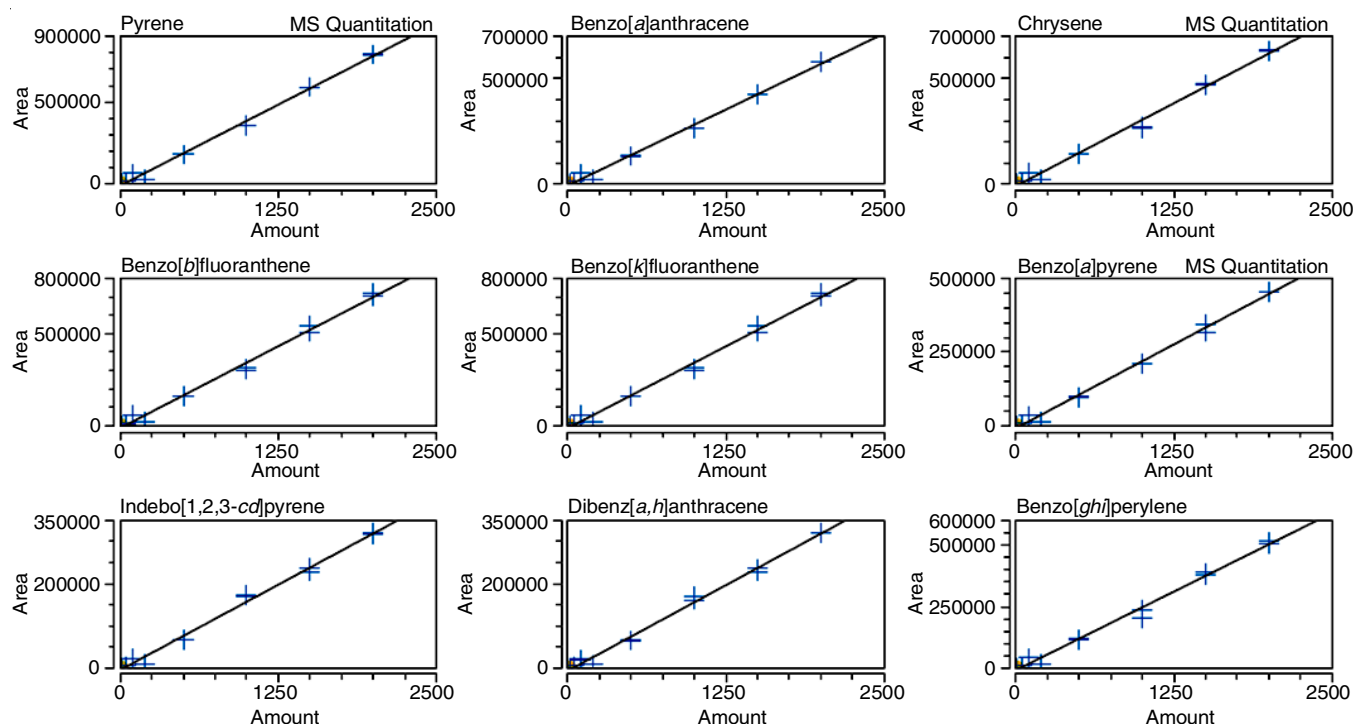 Pyrene MS Quantitation
900000
500000
0
Area
0 1250 2500
Amount
Benzo[a]anthracene
700000
500000
0
Area
0 1250 2500
Amount
Chrysene MS Quantitation
700000
500000
0
Area
0 1250 2500
Amount
Benzo[b]fluoranthene
800000
500000
0
Area
0 1250 2500
Amount
Benzo[k]fluoranthene
800000
500000
0
Area
0 1250 2500
Amount
Benzo[a]pyrene MS Quantitation
500000
250000
0
Area
0 1250 2500
Amount
Indebo[1,2,3-cd]pyrene
350000
200000
0
Area
0 1250 2500
Amount
Dibenz[a,h]anthracene
350000
200000
0
Area
0 1250 2500
Amount
Benzo[ghi]perylene
600000
500000
250000
0
Area
0 1250 2500
Amount